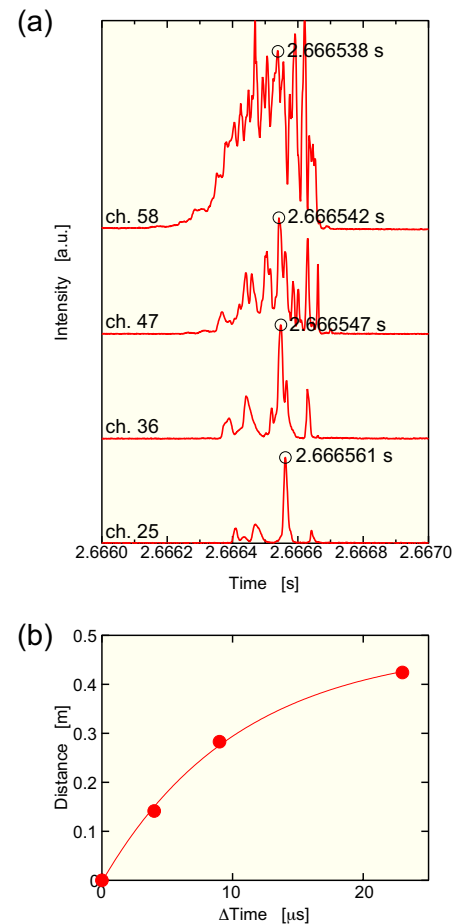 (a)
2.666538 s
ch. 58
2.666542 s
ch. 47
2.666547 s
ch. 36
2.666561 s
ch. 25
Intensity [a.u.]
2.6660 2.6662 2.6664 2.6666 2.6668 2.6670
Time [s]
(b)
0.5
0.4
0.3
0.2
0.1
0
Distance [m]
0 10 20
ΔTime [μs]